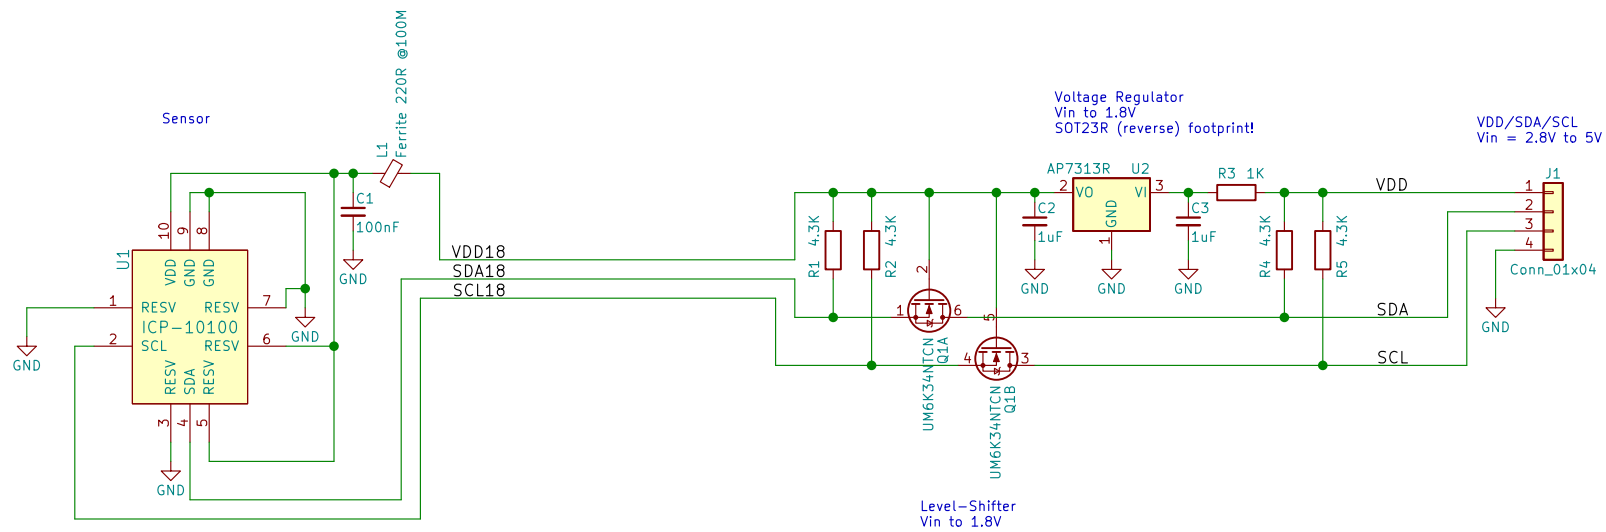 Sensor
L1
Ferrite 220R @100M
C1
100nF
GND
U1
10
9
8
VDD
GND
GND
1
RESV
RESV
7
ICP-10100
2
SCL
RESV
6
RESV
SDA
RESV
3
4
5
GND
GND
GND
VDD18
SDA18
SCL18
Voltage Regulator
Vin to 1.8V
SOT23R (reverse) footprint!
AP7313R
U2
2
VO
VI
3
GND
1
R3 1K
R1 4.3K
R2 4.3K
C2
1uF
GND
GND
C3
1uF
GND
R4 4.3K
R5 4.3K
2
1
6
Q1A
UM6K34NTCN
5
4
3
Q1B
UM6K34NTCN
Level-Shifter
Vin to 1.8V
VDD/SDA/SCL
Vin = 2.8V to 5V
J1
VDD
1
2
3
4
Conn_01x04
GND
SDA
SCL